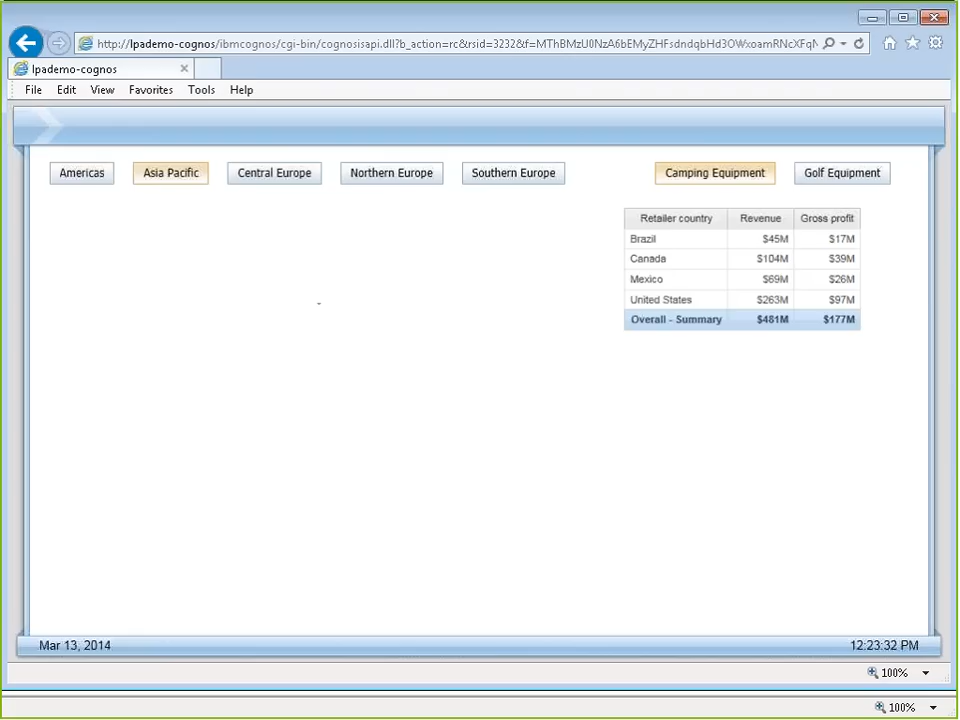 http://lpademo-cognos/ibmcognos/cgi-bin/cognosisapi.dll?b_action=rc&rsid=3232&f=MThBMzU0NzA6bEMyZHFsdndqbHd3OWxoamRNcXFqN
lpademo-cognos
File Edit View Favorites Tools Help
Americas Asia Pacific Central Europe Northern Europe Southern Europe Camping Equipment Golf Equipment
Retailer country Revenue Gross profit
Brazil $45M $17M
Canada $104M $39M
Mexico $69M $26M
United States $263M $97M
Overall - Summary $481M $177M
Mar 13, 2014 12:23:32 PM
100%
100%